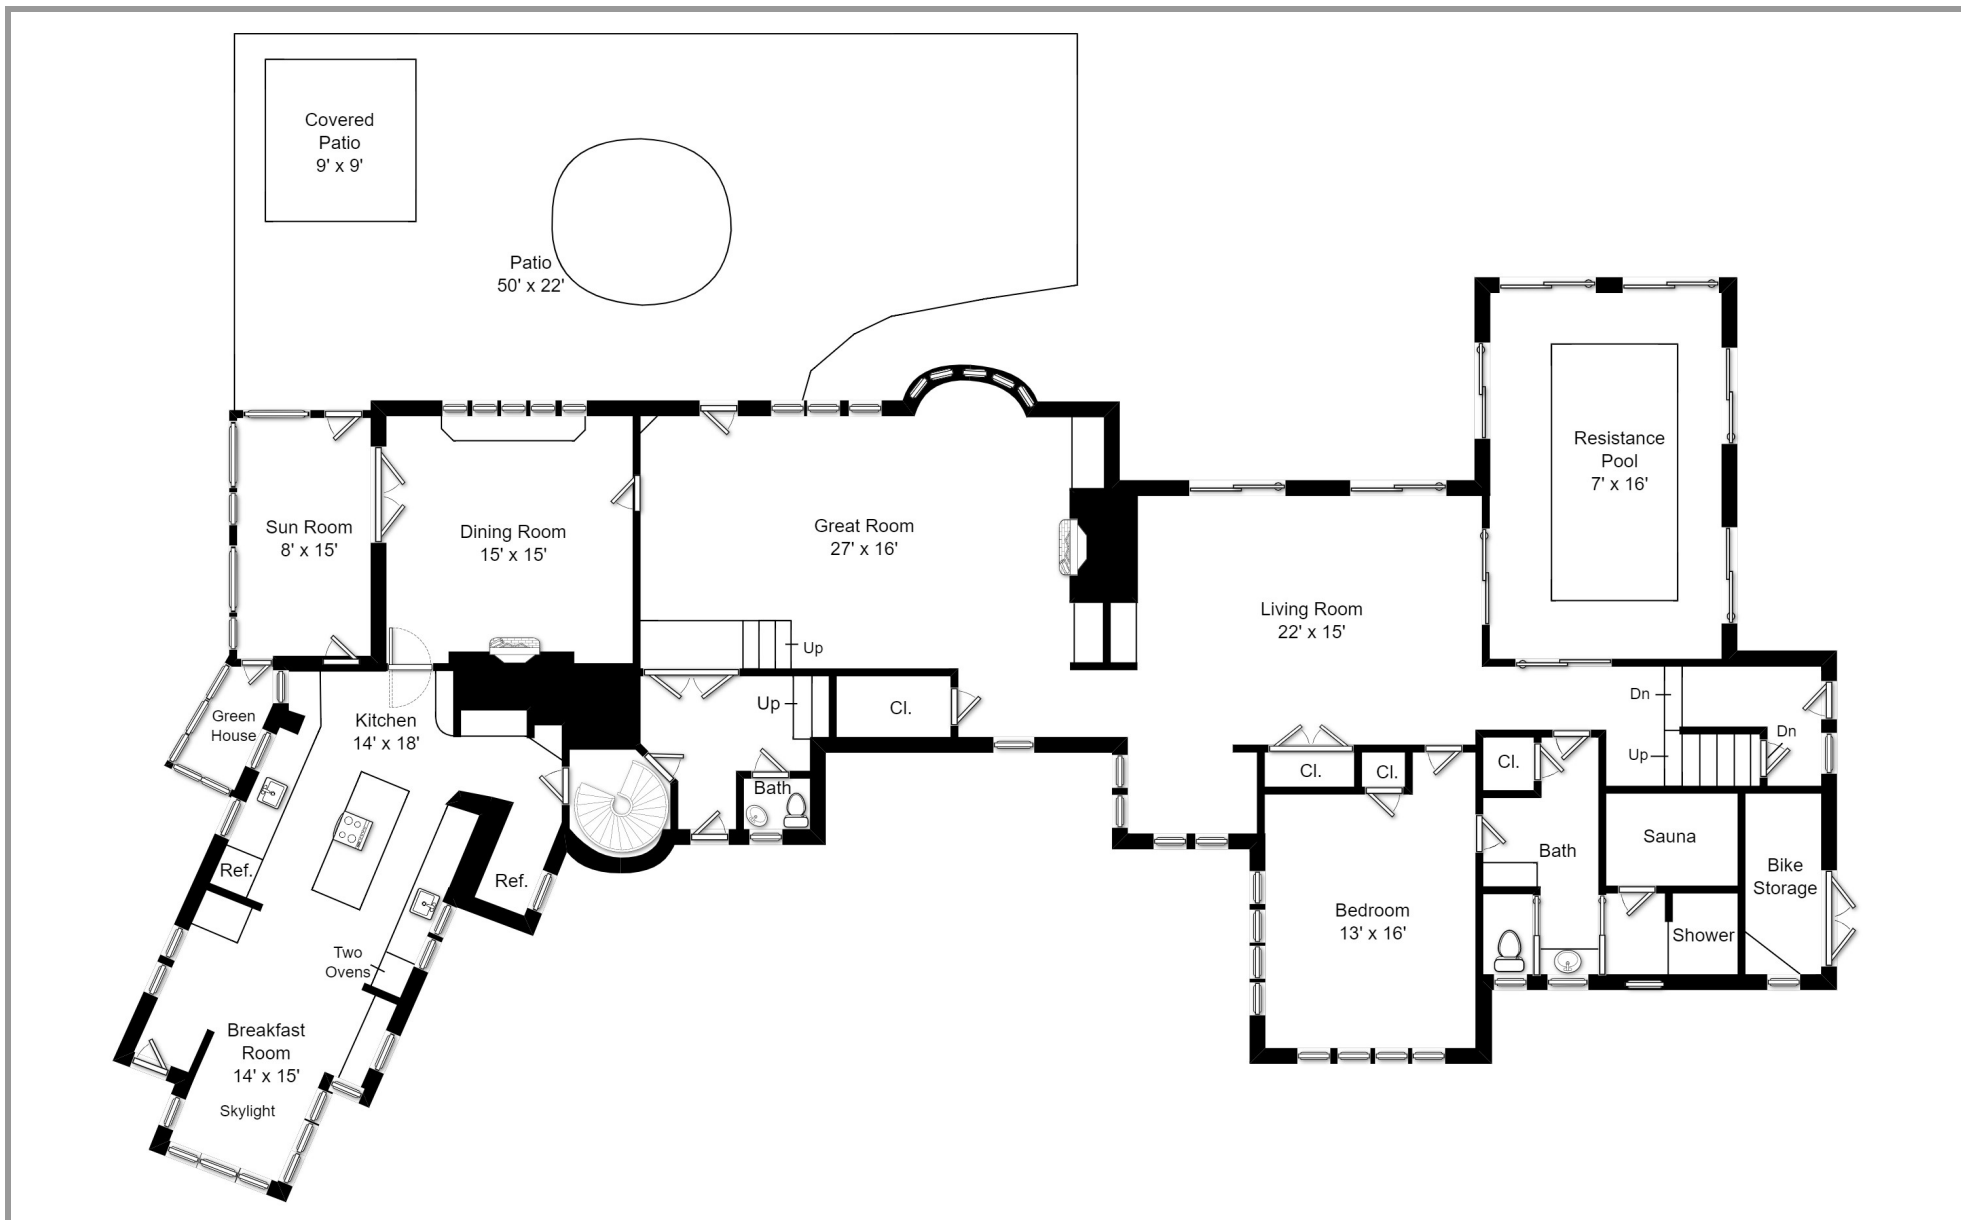 Covered
Patio
9' x 9'
Patio
50' x 22'
Resistance
Pool
7' x 16'
Sun Room
8' x 15'
Dining Room
15' x 15'
Great Room
27' x 16'
Living Room
22' x 15'
Up
Up
Cl.
Dn
Dn
Up
Green
House
Kitchen
14' x 18'
Bath
Cl.
Cl.
Cl.
Ref.
Ref.
Sauna
Bath
Bike
Storage
Bedroom
13' x 16'
Shower
Two
Ovens
Breakfast
Room
14' x 15'
Skylight